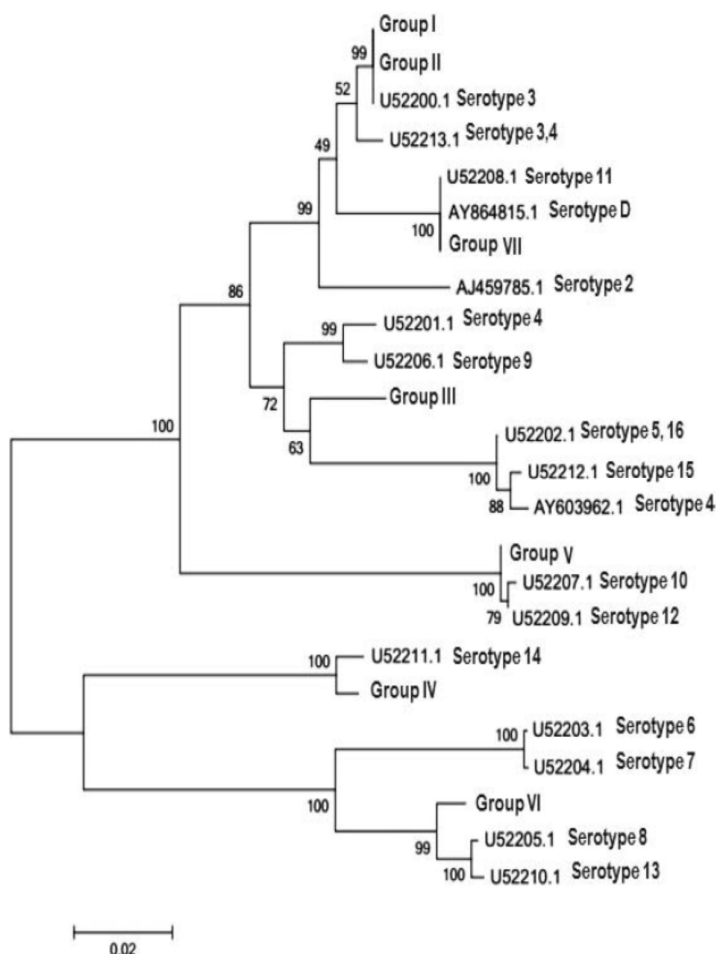 Group I
99
Group II
52
U52200.1 Serotype 3
U52213.1 Serotype 3,4
49
U52208.1 Serotype 11
99
AY864815.1 Serotype D
100
Group VII
86
AJ459785.1 Serotype 2
U52201.1 Serotype 4
99
U52206.1 Serotype 9
72
Group III
100
63
U52202.1 Serotype 5, 16
100
U52212.1 Serotype 15
88
AY603962.1 Serotype 4
Group V
100
U52207.1 Serotype 10
79
U52209.1 Serotype 12
100
U52211.1 Serotype 14
Group IV
100
U52203.1 Serotype 6
U52204.1 Serotype 7
100
Group VI
99
U52205.1 Serotype 8
100
U52210.1 Serotype 13
0.02